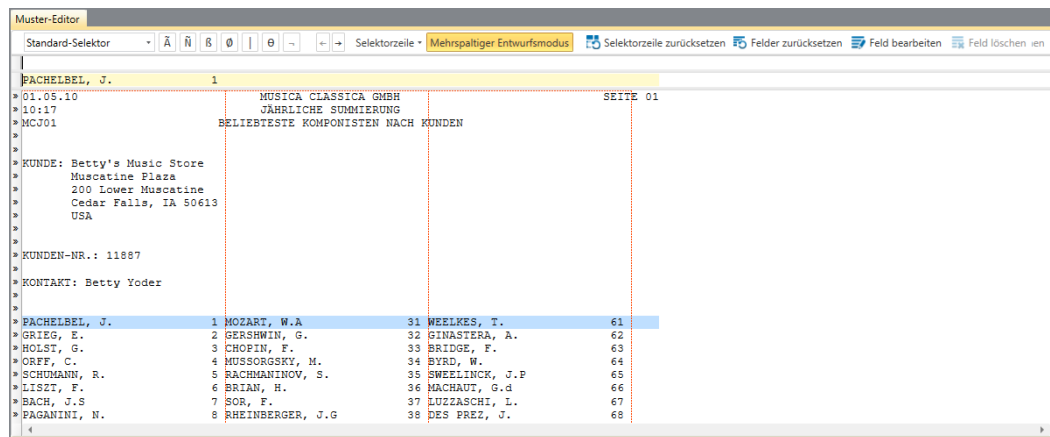 Muster-Editor
Standard-Selektor Ã Ñ ß Ø | Θ ¬ ← → Selektorzeile Mehrspaltiger Entwurfsmodus Selektorzeile zurücksetzen Felder zurücksetzen Feld bearbeiten Feld löschen
PACHELBEL, J. 1
01.05.10 MUSICA CLASSICA GMBH SEITE 01
10:17 JÄHRLICHE SUMMIERUNG
MCJ01 BELIEBTESTE KOMPONISTEN NACH KUNDEN
KUNDE: Betty's Music Store
Muscatine Plaza
200 Lower Muscatine
Cedar Falls, IA 50613
USA
KUNDEN-NR.: 11887
KONTAKT: Betty Yoder
PACHELBEL, J. 1 MOZART, W.A 31 WEELKES, T. 61
GRIEG, E. 2 GERSHWIN, G. 32 GINASTERA, A. 62
HOLST, G. 3 CHOPIN, F. 33 BRIDGE, F. 63
ORFF, C. 4 MUSSORGSKY, M. 34 BYRD, W. 64
SCHUMANN, R. 5 RACHMANINOV, S. 35 SWEELINCK, J.P 65
LISZT, F. 6 BRIAN, H. 36 MACHAUT, G.d 66
BACH, J.S 7 SOR, F. 37 LUZZASCHI, L. 67
PAGANINI, N. 8 RHEINBERGER, J.G 38 DES PREZ, J. 68